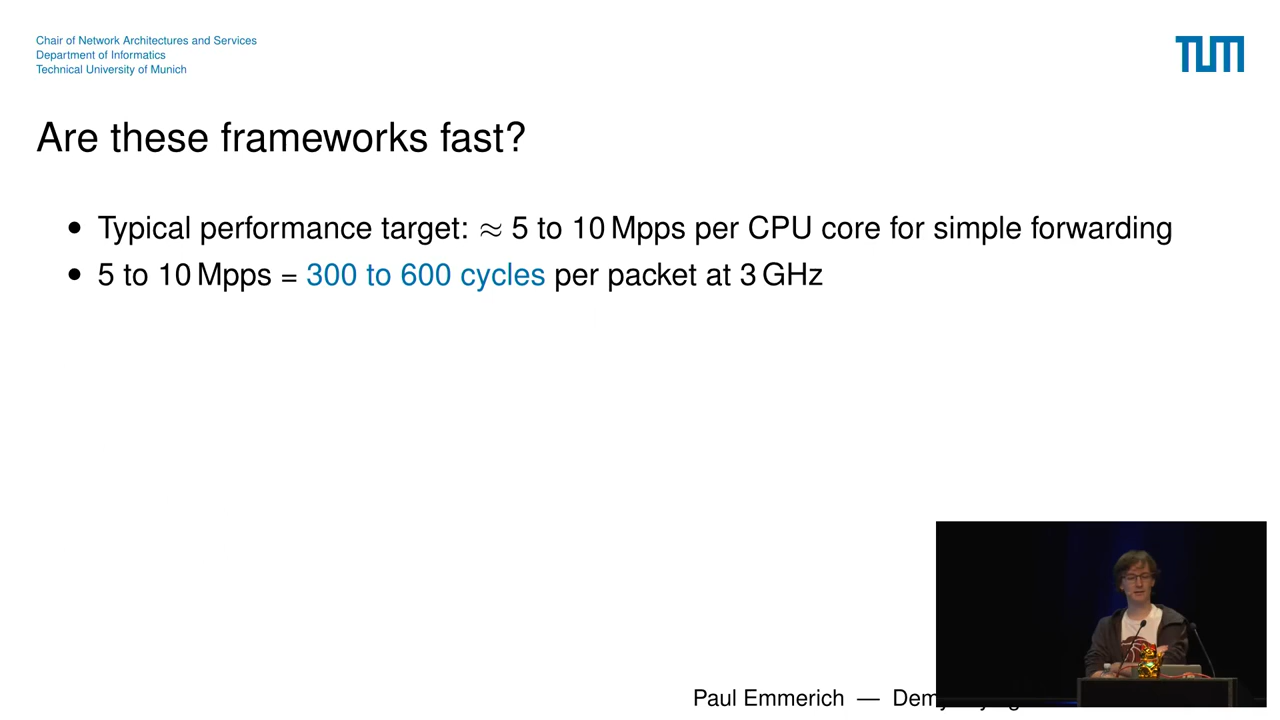 Chair of Network Architectures and Services
Department of Informatics
Technical University of Munich
TUM
Are these frameworks fast?
• Typical performance target: ≈ 5 to 10 Mpps per CPU core for simple forwarding
• 5 to 10 Mpps = 300 to 600 cycles per packet at 3 GHz
Paul Emmerich —